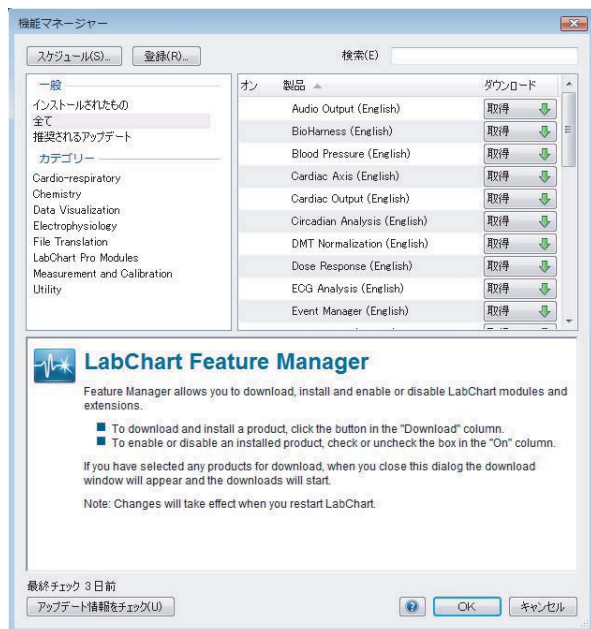 機能マネージャー
スケジュール(S)...
登録(R)...
検索(E)
一般
インストールされたもの
全て
推奨されるアップデート
カテゴリー
Cardio-respiratory
Chemistry
Data Visualization
Electrophysiology
File Translation
LabChart Pro Modules
Measurement and Calibration
Utility
オン 製品 ダウンロード
Audio Output (English) 取得
BioHarness (English) 取得
Blood Pressure (English) 取得
Cardiac Axis (English) 取得
Cardiac Output (English) 取得
Circadian Analysis (English) 取得
DMT Normalization (English) 取得
Dose Response (English) 取得
ECG Analysis (English) 取得
Event Manager (English) 取得
LabChart Feature Manager
Feature Manager allows you to download, install and enable or disable LabChart modules and
extensions.
To download and install a product, click the button in the "Download" column.
To enable or disable an installed product, check or uncheck the box in the "On" column.
If you have selected any products for download, when you close this dialog the download
window will appear and the downloads will start.
Note: Changes will take effect when you restart LabChart.
最終チェック 3 日前
アップデート情報をチェック(U)
OK
キャンセル